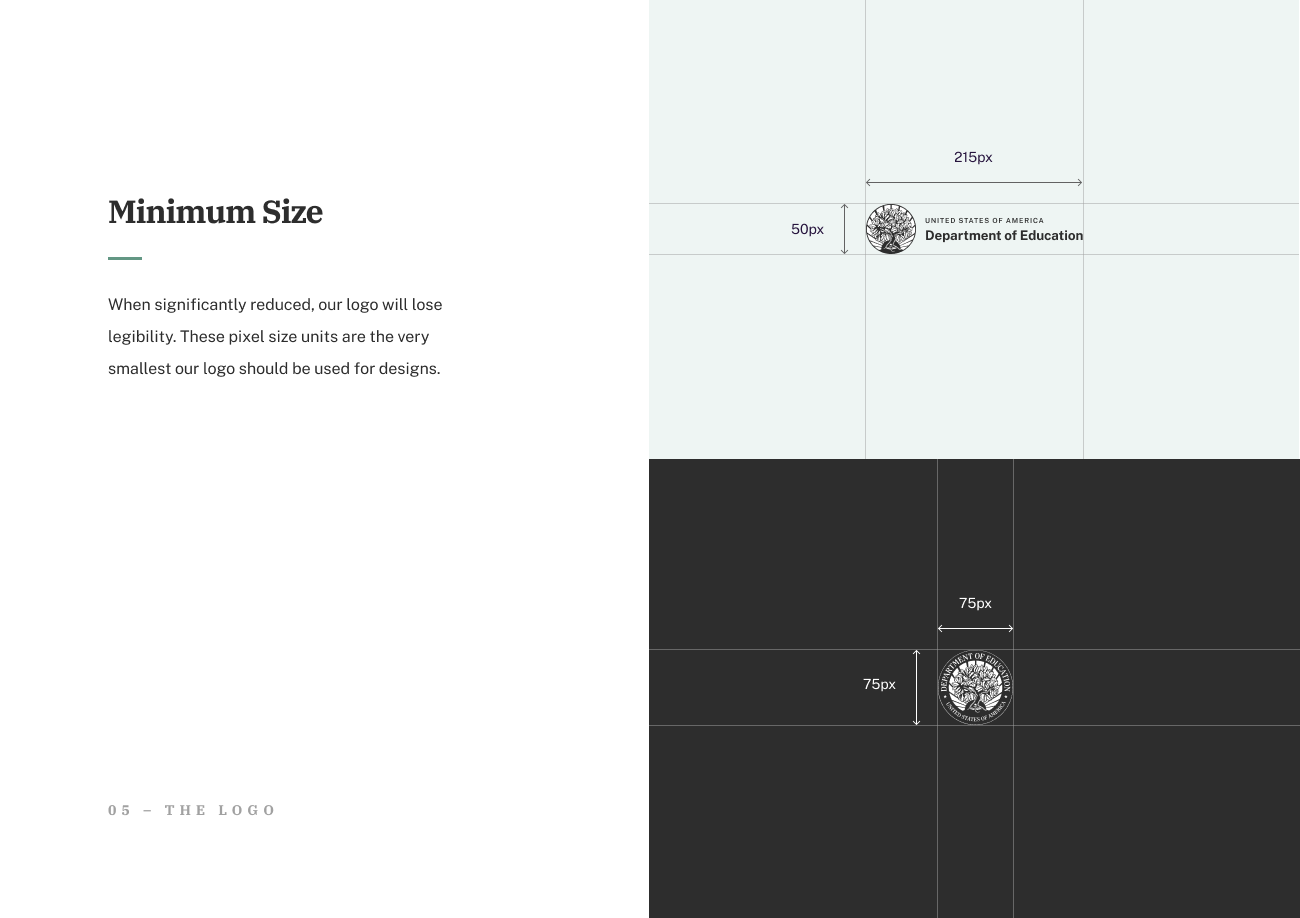 Minimum Size
When significantly reduced, our logo will lose
legibility. These pixel size units are the very
smallest our logo should be used for designs.
05 – THE LOGO
215px
50px
UNITED STATES OF AMERICA
Department of Education
75px
75px
DEPARTMENT OF EDUCATION
UNITED STATES OF AMERICA